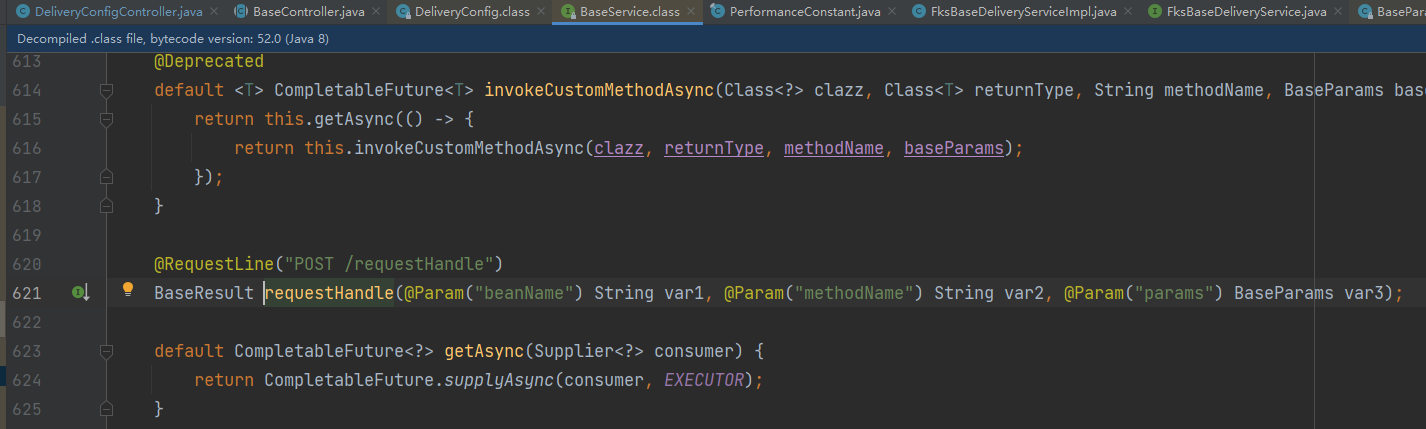 DeliveryConfigController.java BaseController.java DeliveryConfig.class BaseService.class PerformanceConstant.java FksBaseDeliveryServiceImpl.java FksBaseDeliveryService.java BasePara
Decompiled .class file, bytecode version: 52.0 (Java 8)
613 @Deprecated
614 default <T> CompletableFuture<T> invokeCustomMethodAsync(Class<?> clazz, Class<T> returnType, String methodName, BaseParams base
615 return this.getAsync(() -> {
616 return this.invokeCustomMethodAsync(clazz, returnType, methodName, baseParams);
617 });
618 }
619
620 @RequestLine("POST /requestHandle")
621 BaseResult requestHandle(@Param("beanName") String var1, @Param("methodName") String var2, @Param("params") BaseParams var3);
622
623 default CompletableFuture<?> getAsync(Supplier<?> consumer) {
624 return CompletableFuture.supplyAsync(consumer, EXECUTOR);
625 }